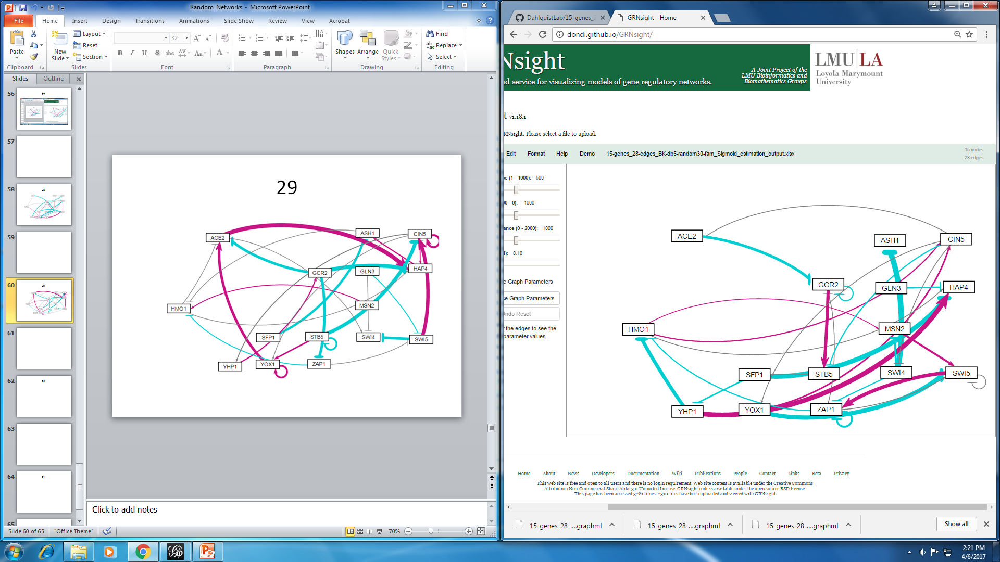 Random_Networks - Microsoft PowerPoint
File Home Insert Design Transitions Animations Slide Show Review View Acrobat
Paste
Clipboard
New
Slide
Layout
Reset
Section
Slides
32
B I U S abc AV Aa A
Font
Paragraph
Shapes Arrange Quick
Styles
Drawing
Find
Replace
Select
Editing
Slides Outline
56
27
57
58
28
59
60
29
61
62
30
63
64
31
65
29
ACE2
ASH1
CIN5
GCR2
GLN3
HAP4
HMO1
MSN2
SFP1
STB5
SWI4
SWI5
YHP1
YOX1
ZAP1
Click to add notes
Slide 60 of 65 "Office Theme" 70%
DahlquistLab/15-genes_2
GRNsight - Home
dondi.github.io/GRNsight/
Nsight
nd service for visualizing models of gene regulatory networks.
A Joint Project of the
LMU Bioinformatics and
Biomathematics Groups
LMU|LA
Loyola Marymount
University
t v1.18.1
RNsight. Please select a file to upload.
Edit Format Help Demo 15-genes_28-edges_BK-db5-random30-fam_Sigmoid_estimation_output.xlsx
15 nodes
28 edges
ce (1 - 1000): 500
00 - 0): -1000
ance (0 - 2000): 1000
l): 0.10
ce Graph Parameters
ce Graph Parameters
Undo Reset
r the edges to see the
parameter values.
ACE2
ASH1
CIN5
GCR2
GLN3
HAP4
HMO1
MSN2
SFP1
STB5
SWI4
SWI5
YHP1
YOX1
ZAP1
Home About News Developers Documentation Wiki Publications People Contact Links Beta Privacy
This web site is free and open to all users and there is no login requirement. Web site content is available under the Creative Commons
Attribution Non-Commercial Share Alike 3.0 Unported License. GRNsight code is available under the open source BSD license.
This page has been accessed 3281 times. 2310 files have been uploaded and viewed with GRNsight.
15-genes_28-....graphml
15-genes_28-....graphml
15-genes_28-....graphml
Show all
2:21 PM
4/6/2017